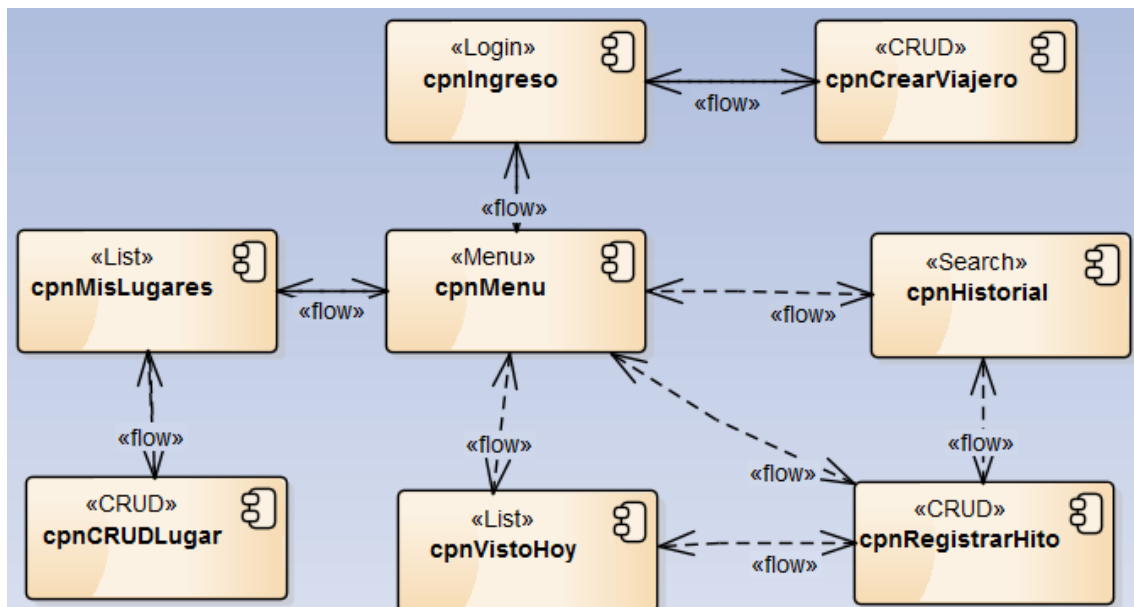 «Login»
cpnIngreso
«CRUD»
cpnCrearViajero
«flow»
«flow»
«List»
cpnMisLugares
«Menu»
cpnMenu
«Search»
cpnHistorial
«flow»
«flow»
«flow»
«flow»
«flow»
«flow»
«CRUD»
cpnCRUDLugar
«List»
cpnVistoHoy
«CRUD»
cpnRegistrarHito
«flow»